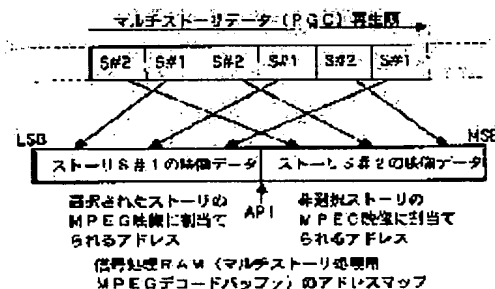 マルチストーリデータ(PGC)再生順
S#2 S#1 S#2 S#1 S#2 S#1
LSB MSB
ストーリS#1の映像データ ストーリS#2の映像データ
選択されたストーリの
MPEG映像に割当て
られるアドレス
AP1
非選択ストーリの
MPEG映像に割当て
られるアドレス
信号処理RAM(マルチストーリ処理用
MPEGデコードバッファ)のアドレスマップ